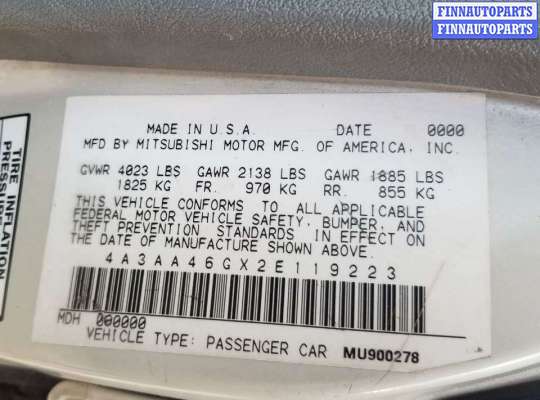 FINNAUTOPARTS
FINNAUTOPARTS
MADE IN U.S.A. DATE 0000
MFD BY MITSUBISHI MOTOR MFG. OF AMERICA, INC.
GVWR 4023 LBS GAWR 2138 LBS GAWR 1885 LBS
1825 KG FR. 970 KG RR. 855 KG
THIS VEHICLE CONFORMS TO ALL APPLICABLE
FEDERAL MOTOR VEHICLE SAFETY, BUMPER, AND
THEFT PREVENTION STANDARDS IN EFFECT ON
THE DATE OF MANUFACTURE SHOWN ABOVE.
4A3AA46GX2E119223
MDH 000000
VEHICLE TYPE: PASSENGER CAR MU900278
TIRE INFLATION
PRESSURE